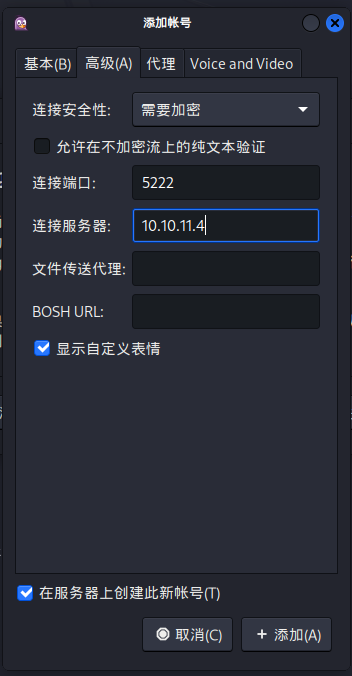 添加帐号
基本(B) 高级(A) 代理 Voice and Video
连接安全性: 需要加密
允许在不加密流上的纯文本验证
连接端口: 5222
连接服务器: 10.10.11.4
文件传送代理:
BOSH URL:
显示自定义表情
在服务器上创建此新帐号(T)
取消(C) 添加(A)